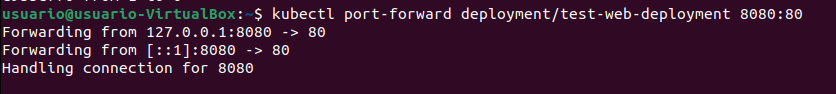 usuario@usuario-VirtualBox:~$ kubectl port-forward deployment/test-web-deployment 8080:80
Forwarding from 127.0.0.1:8080 -> 80
Forwarding from [::1]:8080 -> 80
Handling connection for 8080